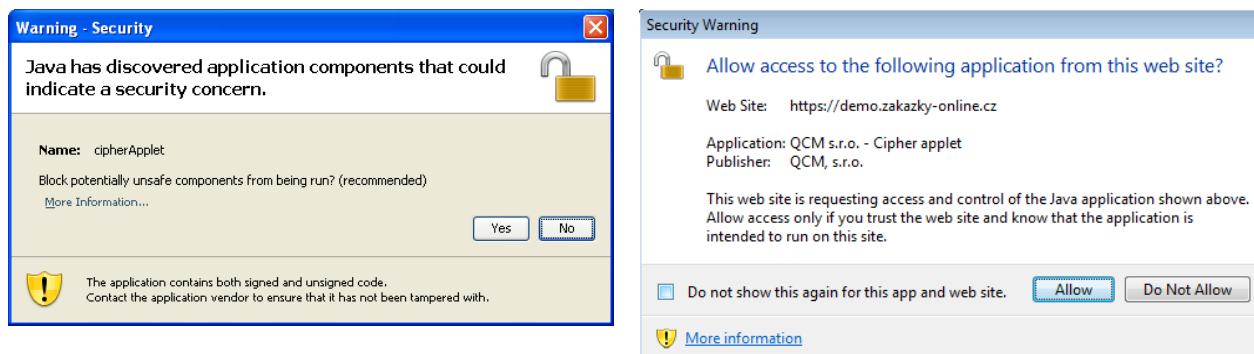 Warning - Security
Java has discovered application components that could
indicate a security concern.
Name: cipherApplet
Block potentially unsafe components from being run? (recommended)
More Information...
Yes No
The application contains both signed and unsigned code.
Contact the application vendor to ensure that it has not been tampered with.
Security Warning
Allow access to the following application from this web site?
Web Site: https://demo.zakazky-online.cz
Application: QCM s.r.o. - Cipher applet
Publisher: QCM, s.r.o.
This web site is requesting access and control of the Java application shown above.
Allow access only if you trust the web site and know that the application is
intended to run on this site.
Do not show this again for this app and web site. Allow Do Not Allow
More information